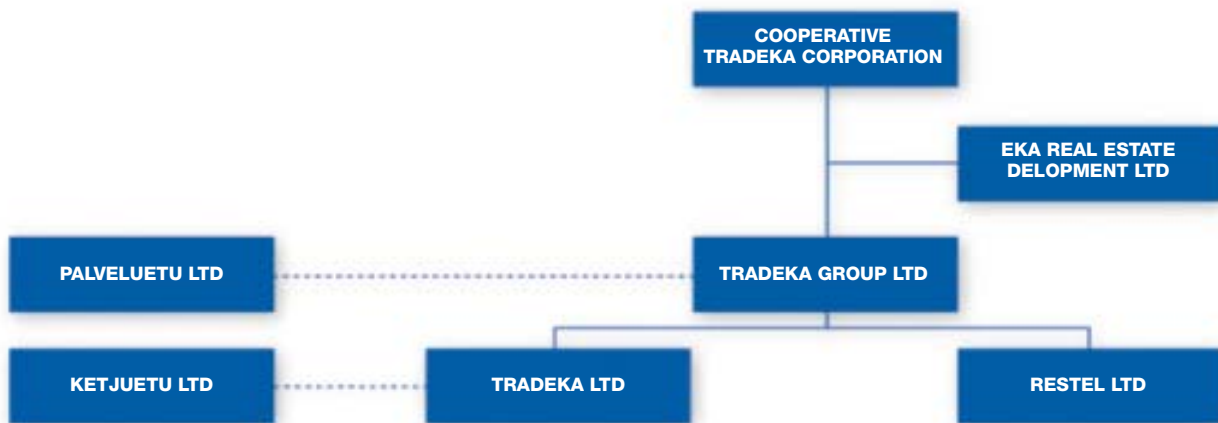 COOPERATIVE
TRADEKA CORPORATION
EKA REAL ESTATE
DELOPMENT LTD
PALVELUETU LTD
TRADEKA GROUP LTD
KETJUETU LTD
TRADEKA LTD
RESTEL LTD